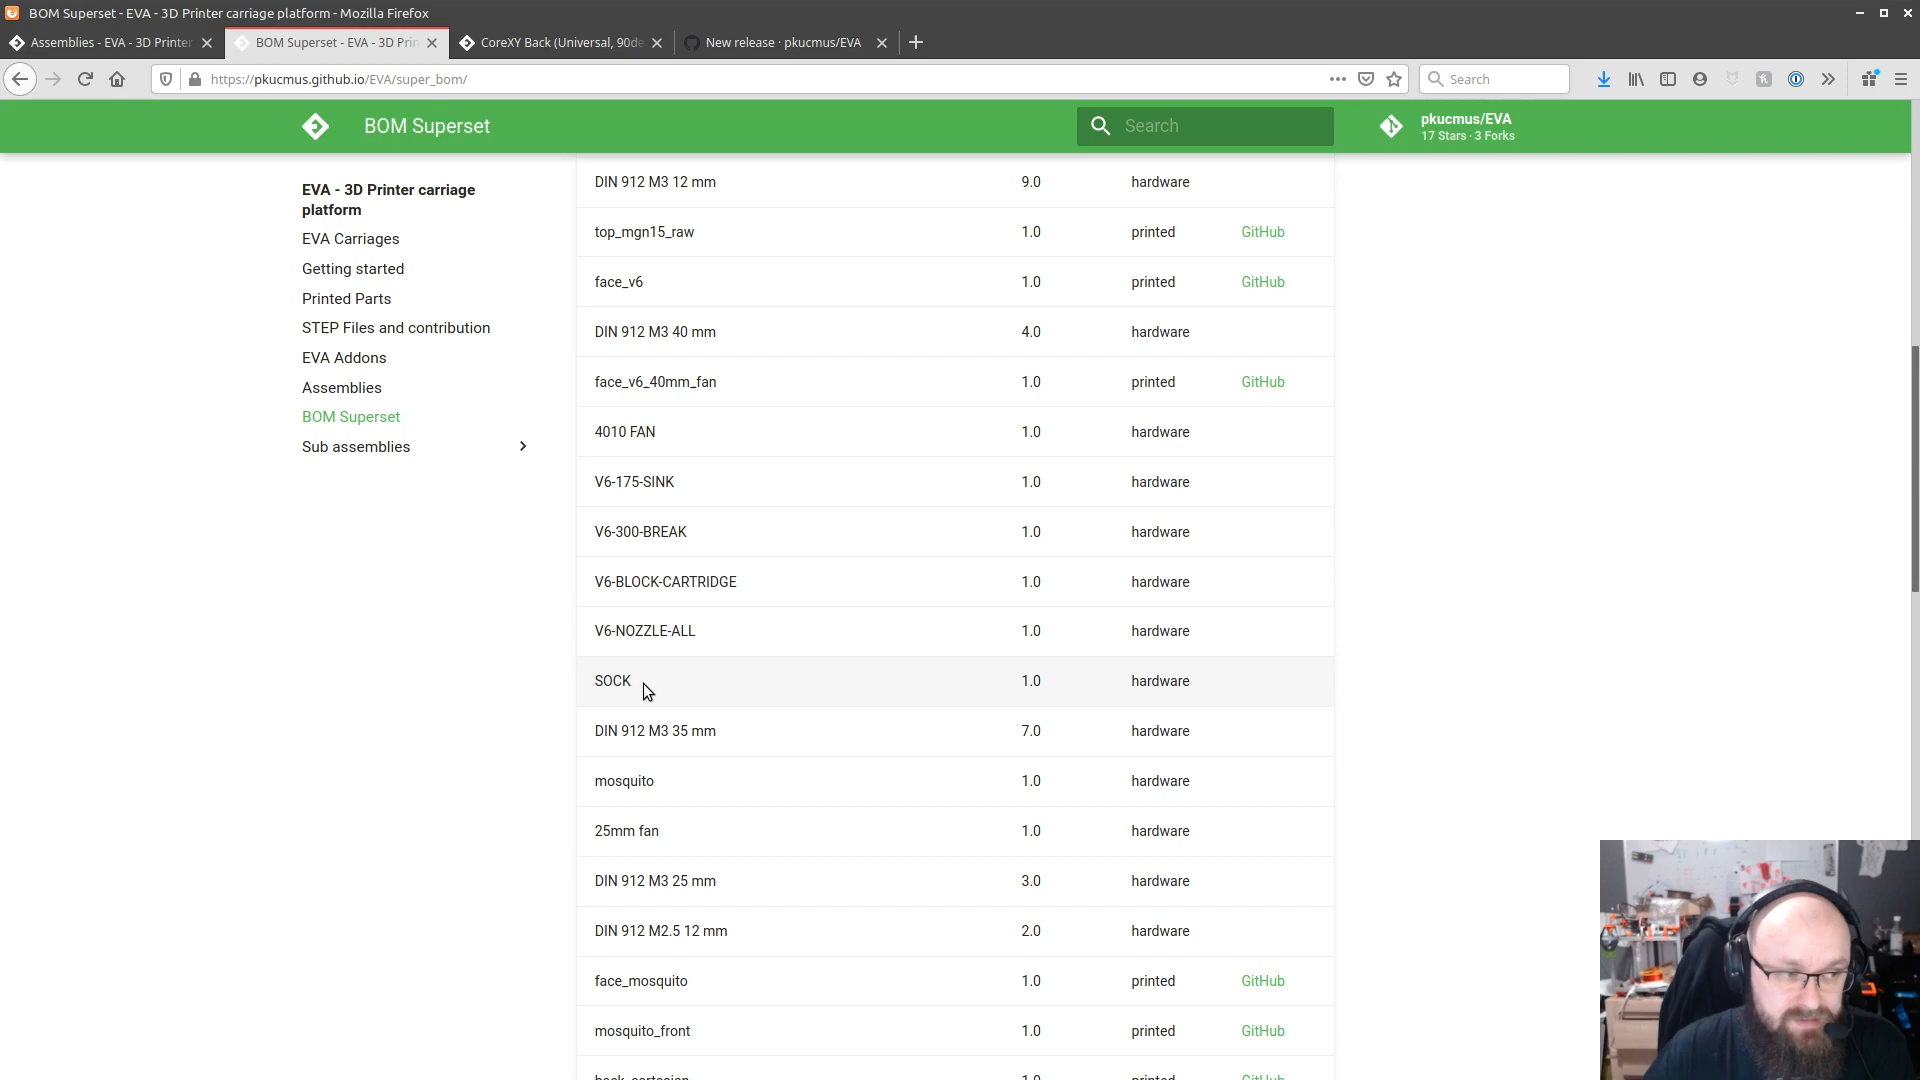 BOM Superset - EVA - 3D Printer carriage platform - Mozilla Firefox
Assemblies - EVA - 3D Printer
BOM Superset - EVA - 3D Prin
CoreXY Back (Universal, 90de
New release · pkucmus/EVA
https://pkucmus.github.io/EVA/super_bom/
Search
BOM Superset
Search
pkucmus/EVA
17 Stars · 3 Forks
EVA - 3D Printer carriage
platform
EVA Carriages
Getting started
Printed Parts
STEP Files and contribution
EVA Addons
Assemblies
BOM Superset
Sub assemblies
DIN 912 M3 12 mm 9.0 hardware
top_mgn15_raw 1.0 printed GitHub
face_v6 1.0 printed GitHub
DIN 912 M3 40 mm 4.0 hardware
face_v6_40mm_fan 1.0 printed GitHub
4010 FAN 1.0 hardware
V6-175-SINK 1.0 hardware
V6-300-BREAK 1.0 hardware
V6-BLOCK-CARTRIDGE 1.0 hardware
V6-NOZZLE-ALL 1.0 hardware
SOCK 1.0 hardware
DIN 912 M3 35 mm 7.0 hardware
mosquito 1.0 hardware
25mm fan 1.0 hardware
DIN 912 M3 25 mm 3.0 hardware
DIN 912 M2.5 12 mm 2.0 hardware
face_mosquito 1.0 printed GitHub
mosquito_front 1.0 printed GitHub
back_cartesian 1.0 printed GitHub